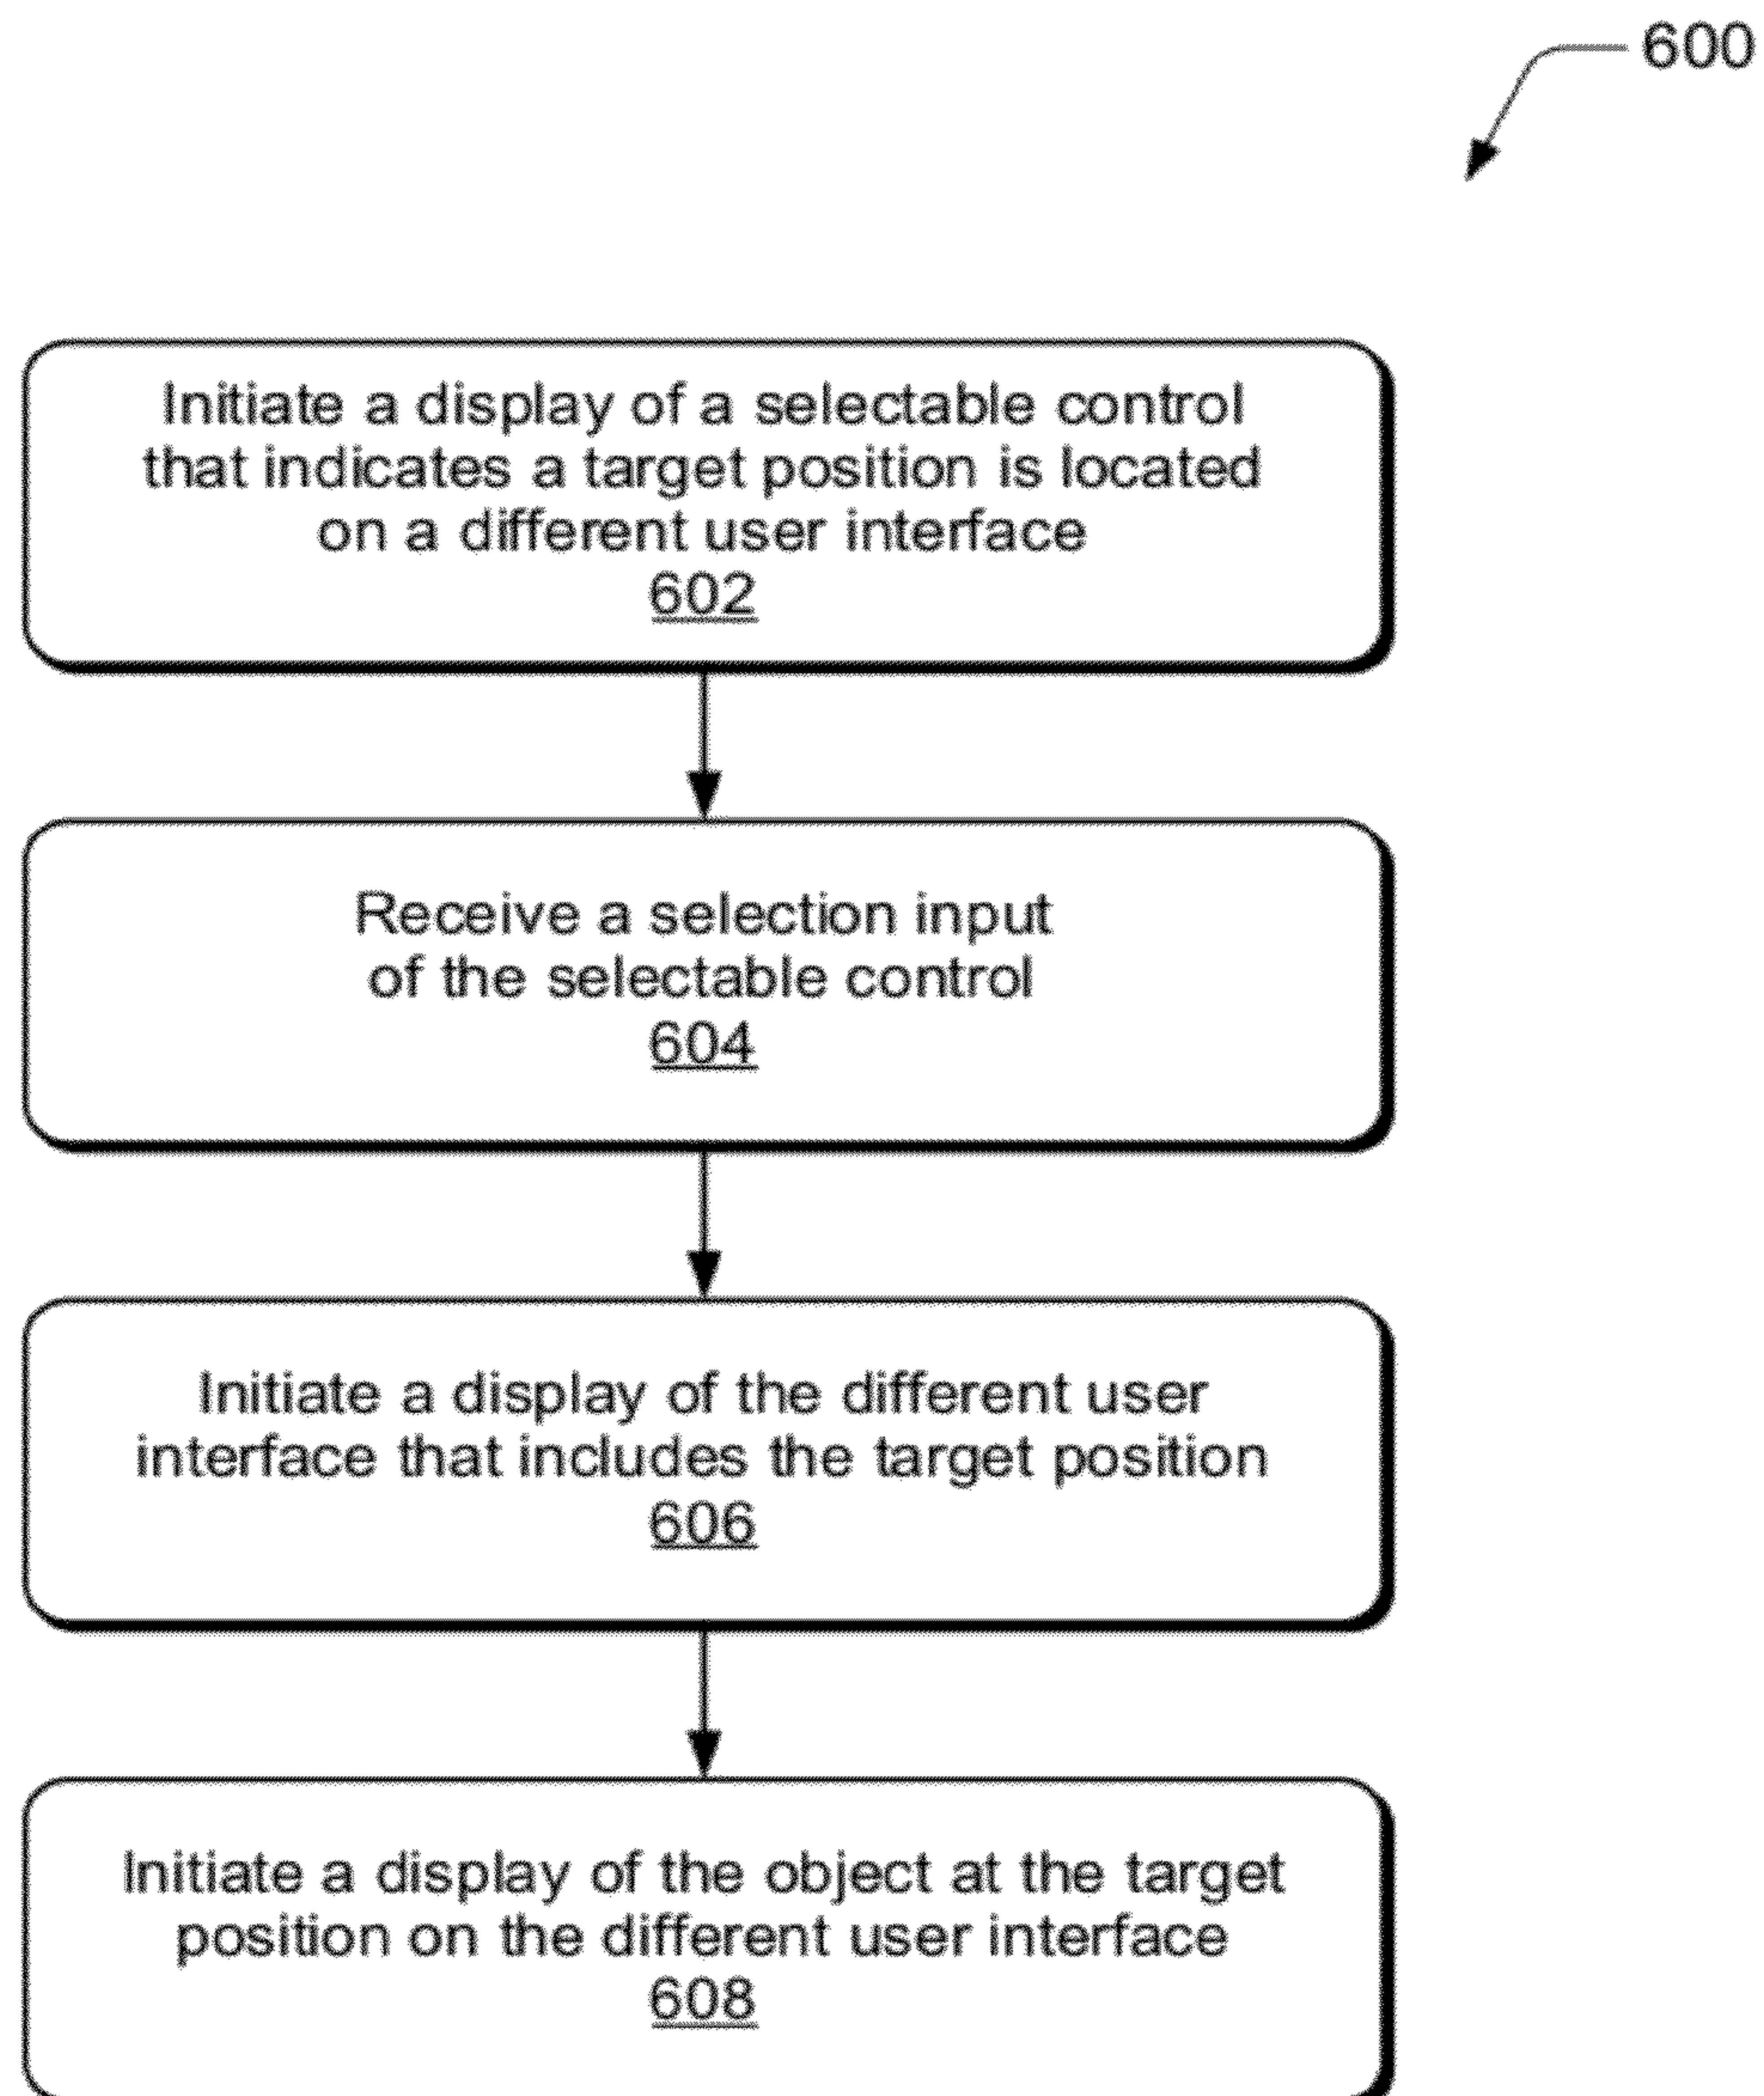 600
Initiate a display of a selectable control
that indicates a target position is located
on a different user interface
602
Receive a selection input
of the selectable control
604
Initiate a display of the different user
interface that includes the target position
606
Initiate a display of the object at the target
position on the different user interface
608